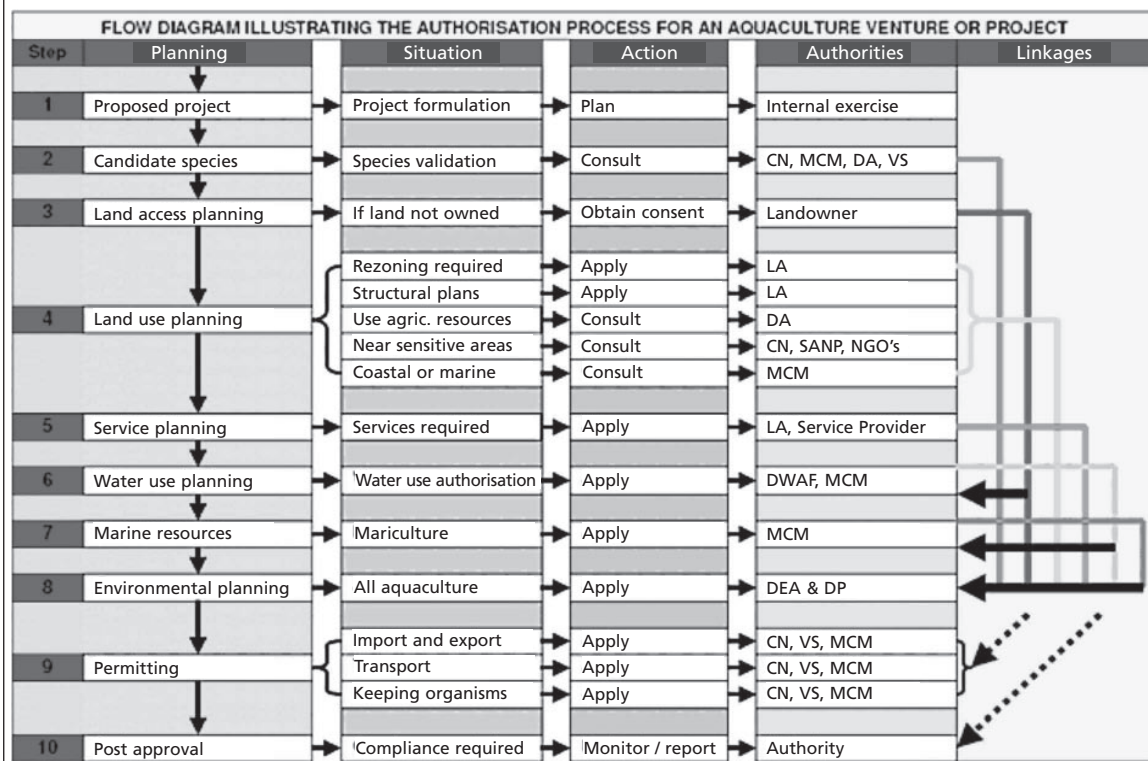 FLOW DIAGRAM ILLUSTRATING THE AUTHORISATION PROCESS FOR AN AQUACULTURE VENTURE OR PROJECT
Step Planning Situation Action Authorities Linkages
1 Proposed project Project formulation Plan Internal exercise
2 Candidate species Species validation Consult CN, MCM, DA, VS
3 Land access planning If land not owned Obtain consent Landowner
Rezoning required Apply LA
Structural plans Apply LA
4 Land use planning Use agric. resources Consult DA
Near sensitive areas Consult CN, SANP, NGO's
Coastal or marine Consult MCM
5 Service planning Services required Apply LA, Service Provider
6 Water use planning Water use authorisation Apply DWAF, MCM
7 Marine resources Mariculture Apply MCM
8 Environmental planning All aquaculture Apply DEA & DP
Import and export Apply CN, VS, MCM
9 Permitting Transport Apply CN, VS, MCM
Keeping organisms Apply CN, VS, MCM
10 Post approval Compliance required Monitor / report Authority